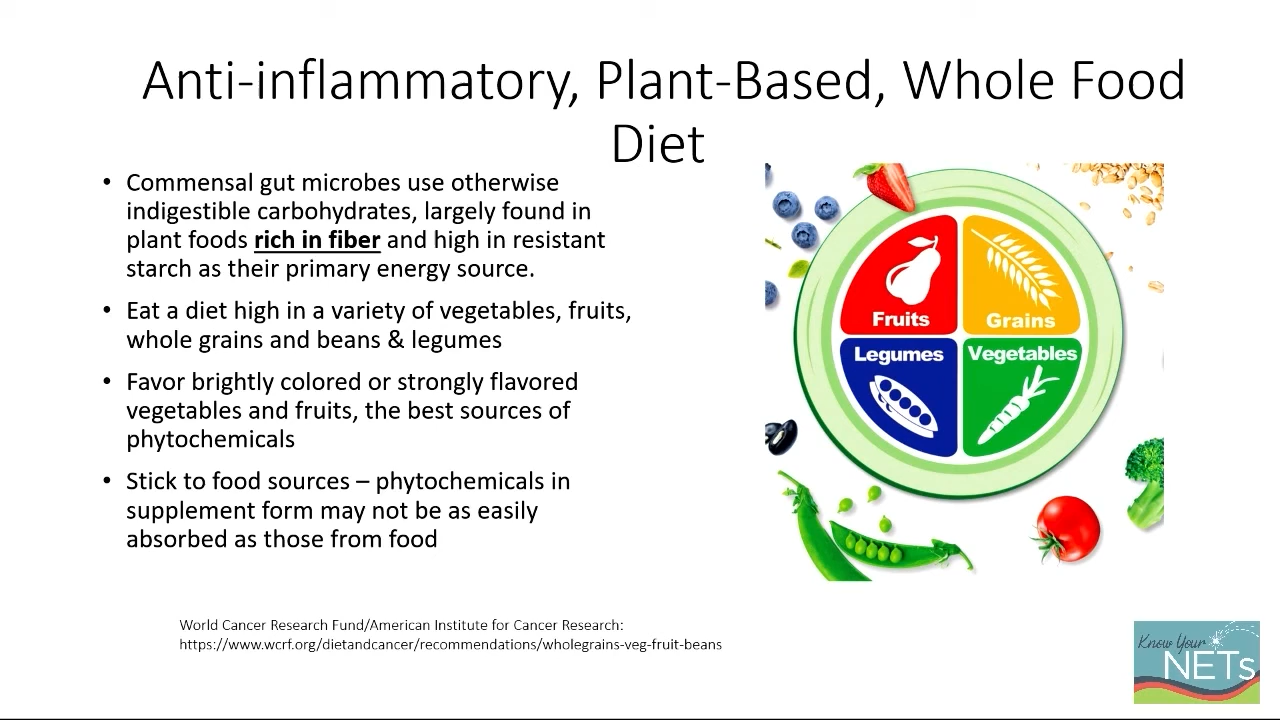 Anti-inflammatory, Plant-Based, Whole Food
Diet
• Commensal gut microbes use otherwise
indigestible carbohydrates, largely found in
plant foods rich in fiber and high in resistant
starch as their primary energy source.
• Eat a diet high in a variety of vegetables, fruits,
whole grains and beans & legumes
• Favor brightly colored or strongly flavored
vegetables and fruits, the best sources of
phytochemicals
• Stick to food sources – phytochemicals in
supplement form may not be as easily
absorbed as those from food
Fruits
Grains
Legumes
Vegetables
World Cancer Research Fund/American Institute for Cancer Research:
https://www.wcrf.org/dietandcancer/recommendations/wholegrains-veg-fruit-beans
Know Your
NETs